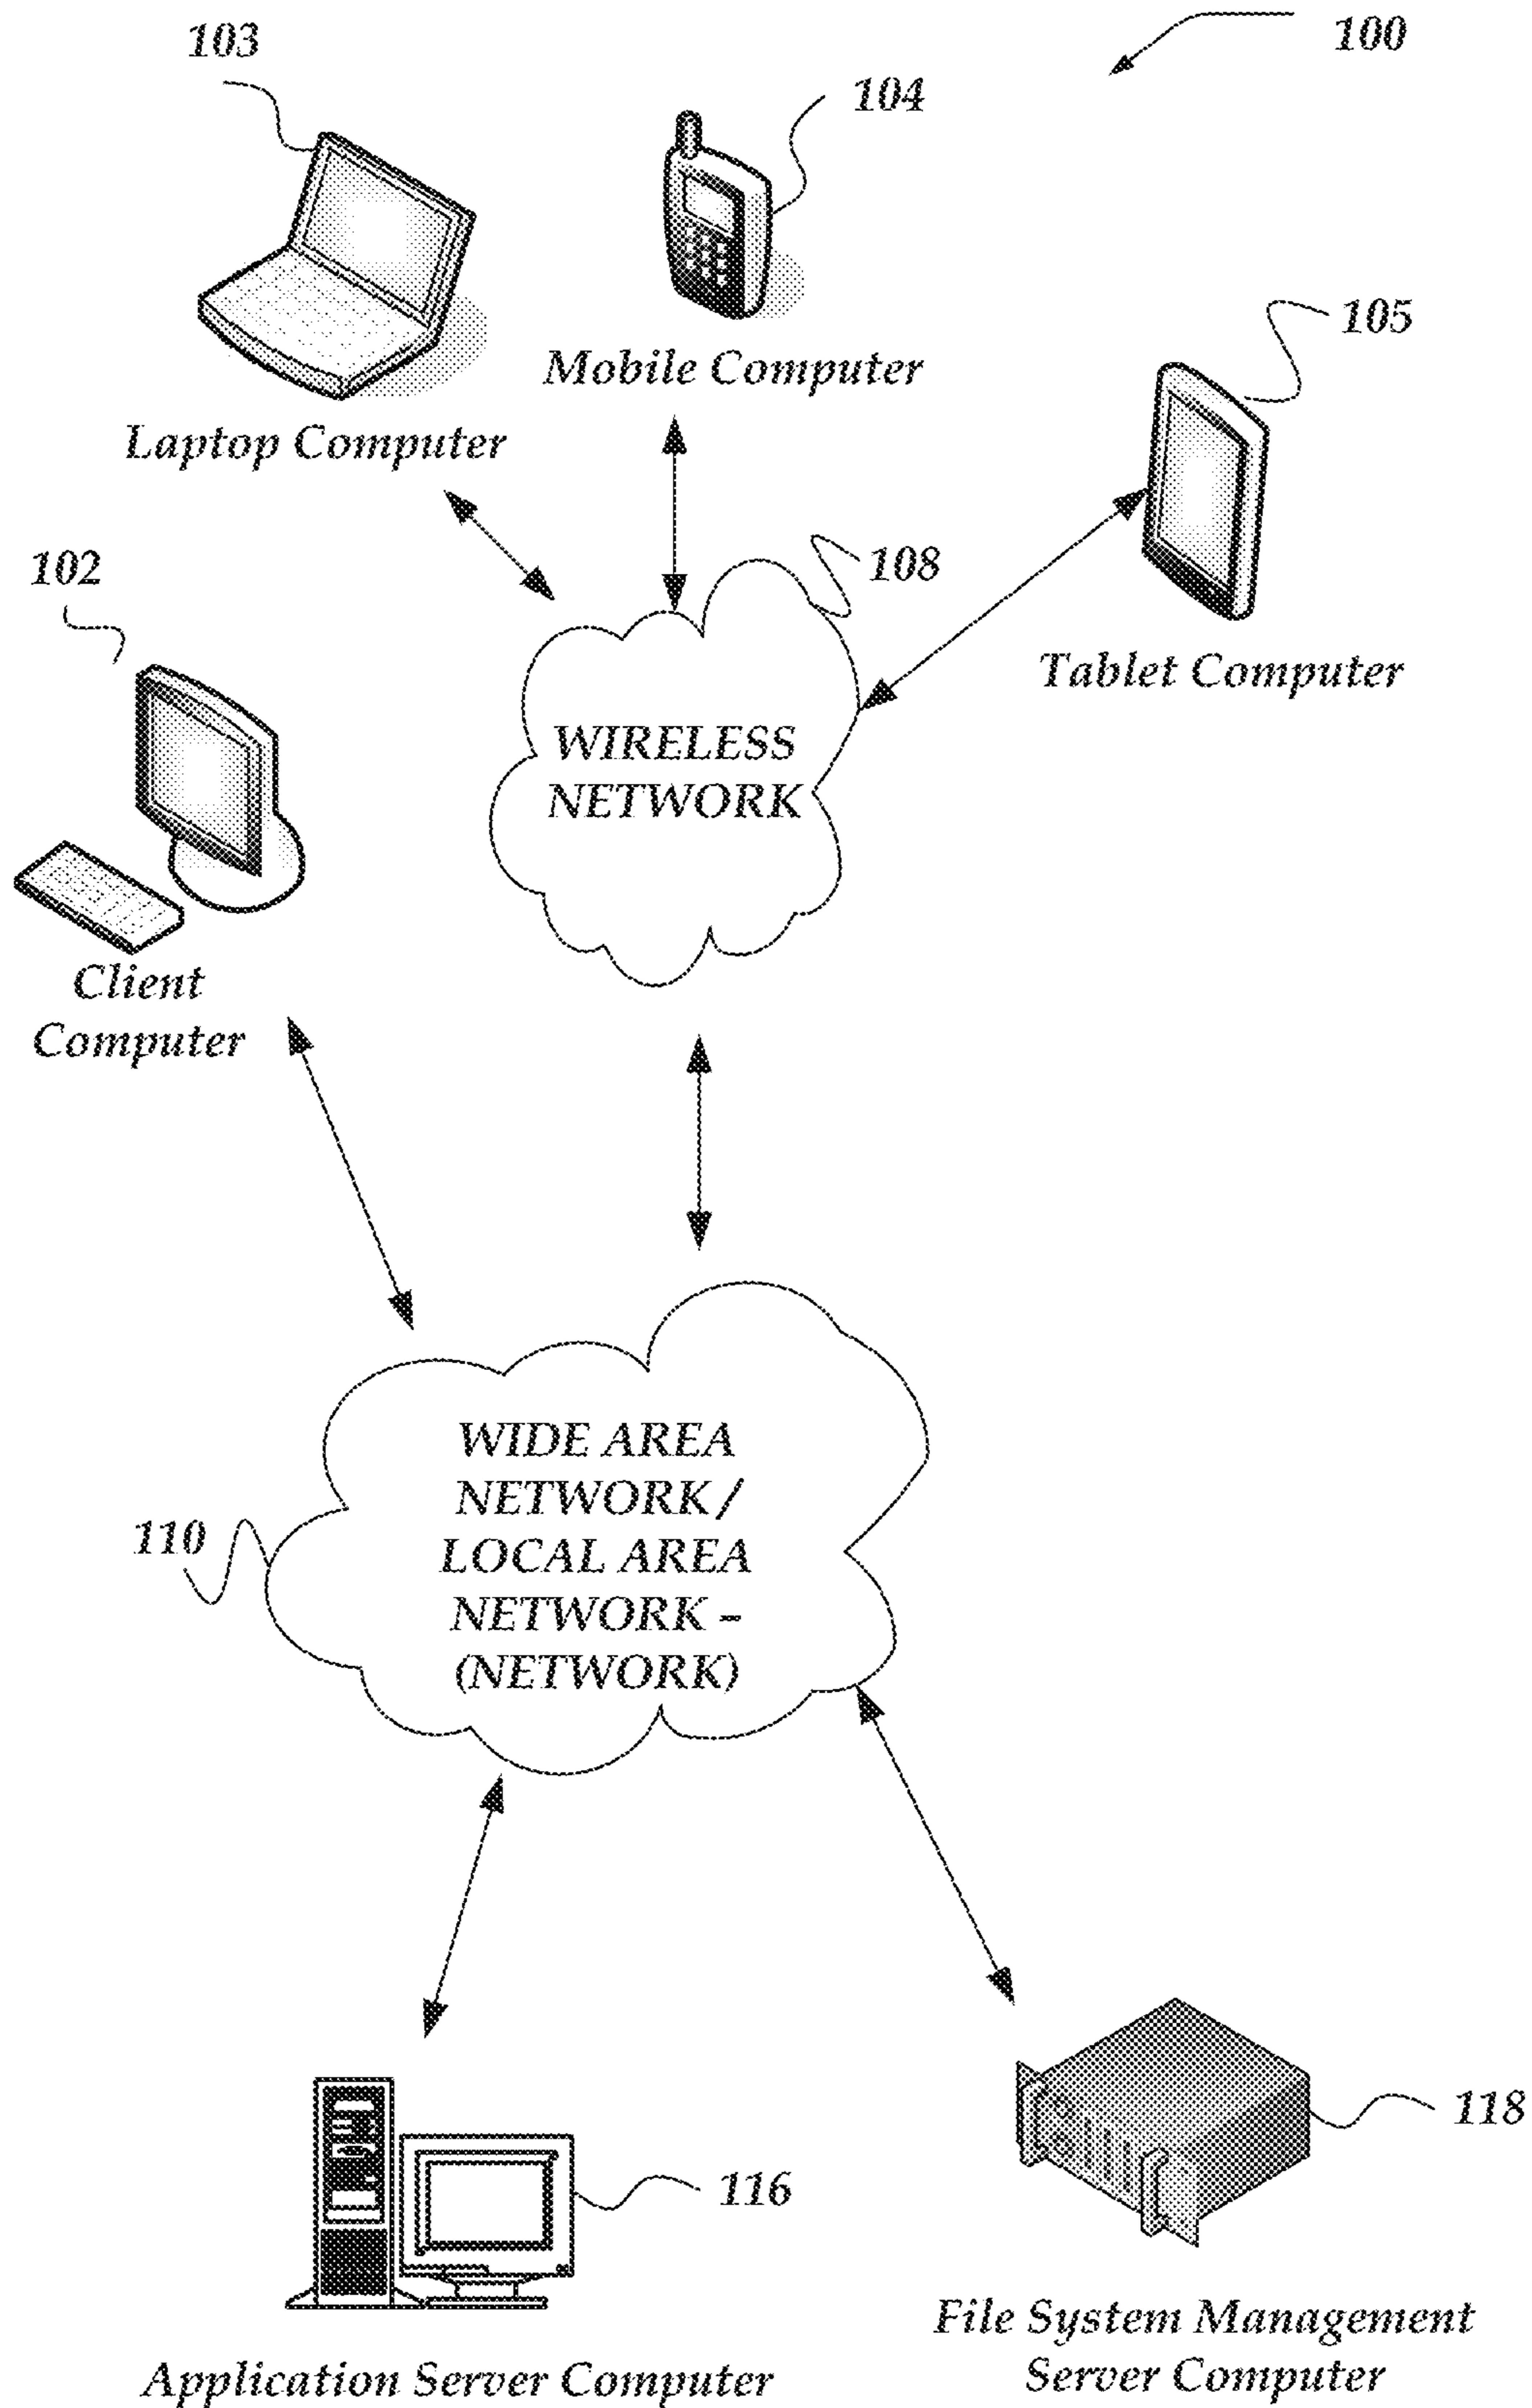 100
103
104
105
Mobile Computer
Laptop Computer
102
108
Tablet Computer
WIRELESS
NETWORK
Client
Computer
WIDE AREA
NETWORK /
LOCAL AREA
NETWORK –
(NETWORK)
110
118
116
File System Management
Server Computer
Application Server Computer